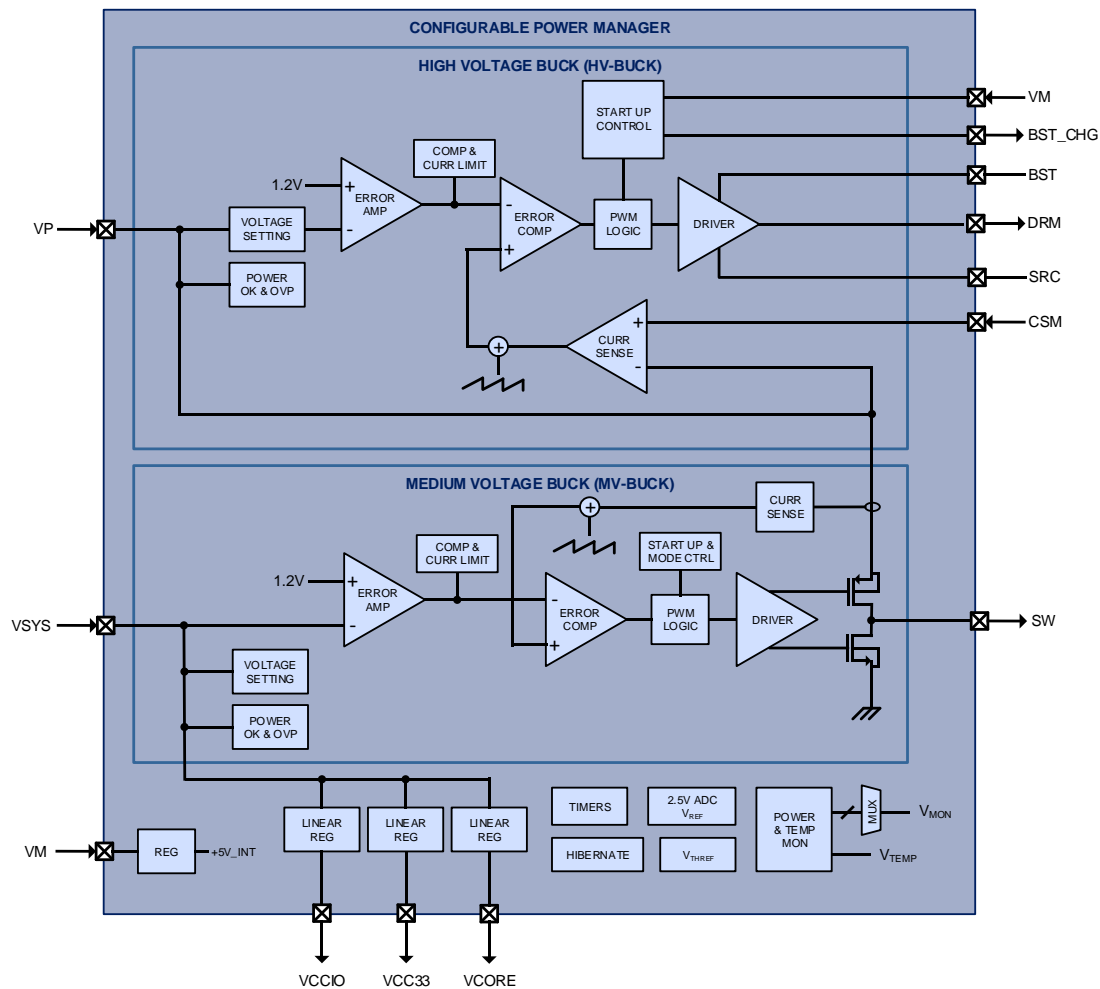 CONFIGURABLE POWER MANAGER
HIGH VOLTAGE BUCK (HV-BUCK)
START UP
CONTROL
VM
BST_CHG
COMP &
CURR LIMIT
1.2V
+
ERROR
AMP
-
-
ERROR
COMP
+
BST
VP
VOLTAGE
SETTING
PWM
LOGIC
DRIVER
DRM
POWER
OK & OVP
SRC
CSM
+
CURR
SENSE
-
+
MEDIUM VOLTAGE BUCK (MV-BUCK)
CURR
SENSE
+
COMP &
CURR LIMIT
START UP &
MODE CTRL
1.2V
+
ERROR
AMP
-
-
ERROR
COMP
+
PWM
LOGIC
DRIVER
VSYS
SW
VOLTAGE
SETTING
POWER
OK & OVP
VM
REG
+5V_INT
LINEAR
REG
LINEAR
REG
LINEAR
REG
TIMERS
2.5V ADC
VREF
HIBERNATE
VTHREF
POWER
& TEMP
MON
MUX
VMON
VTEMP
VCCIO
VCC33
VCORE